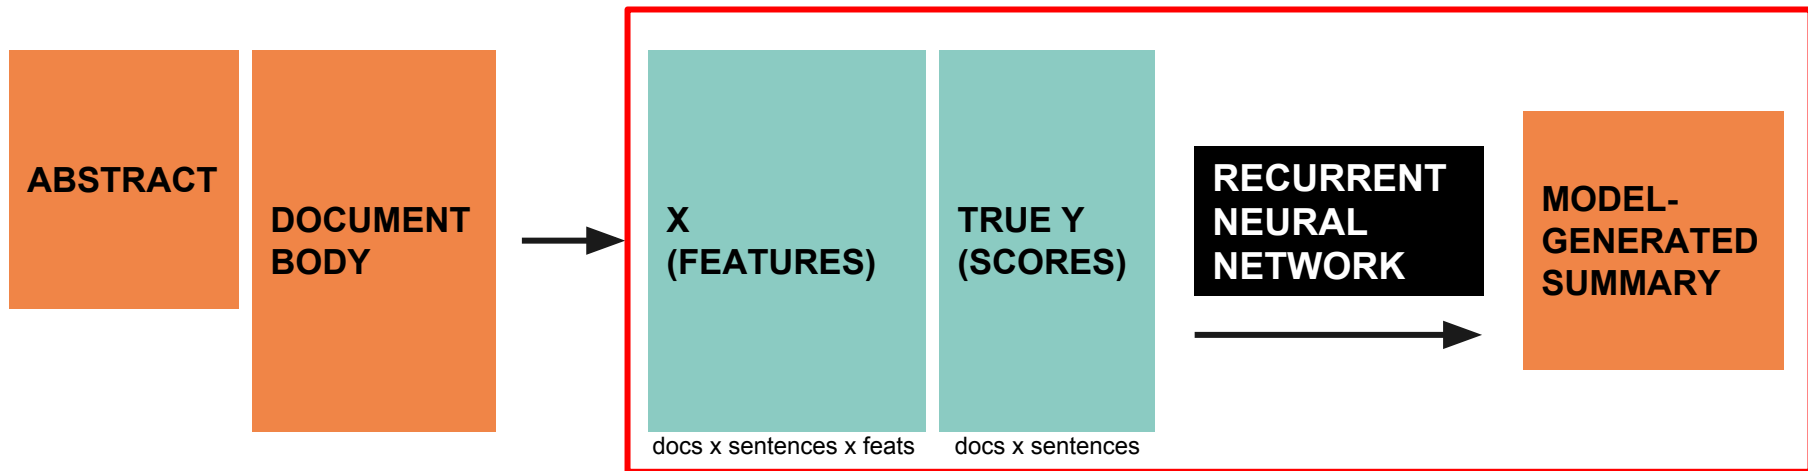 ABSTRACT
DOCUMENT
BODY
X
(FEATURES)
docs x sentences x feats
TRUE Y
(SCORES)
docs x sentences
RECURRENT
NEURAL
NETWORK
MODEL-
GENERATED
SUMMARY